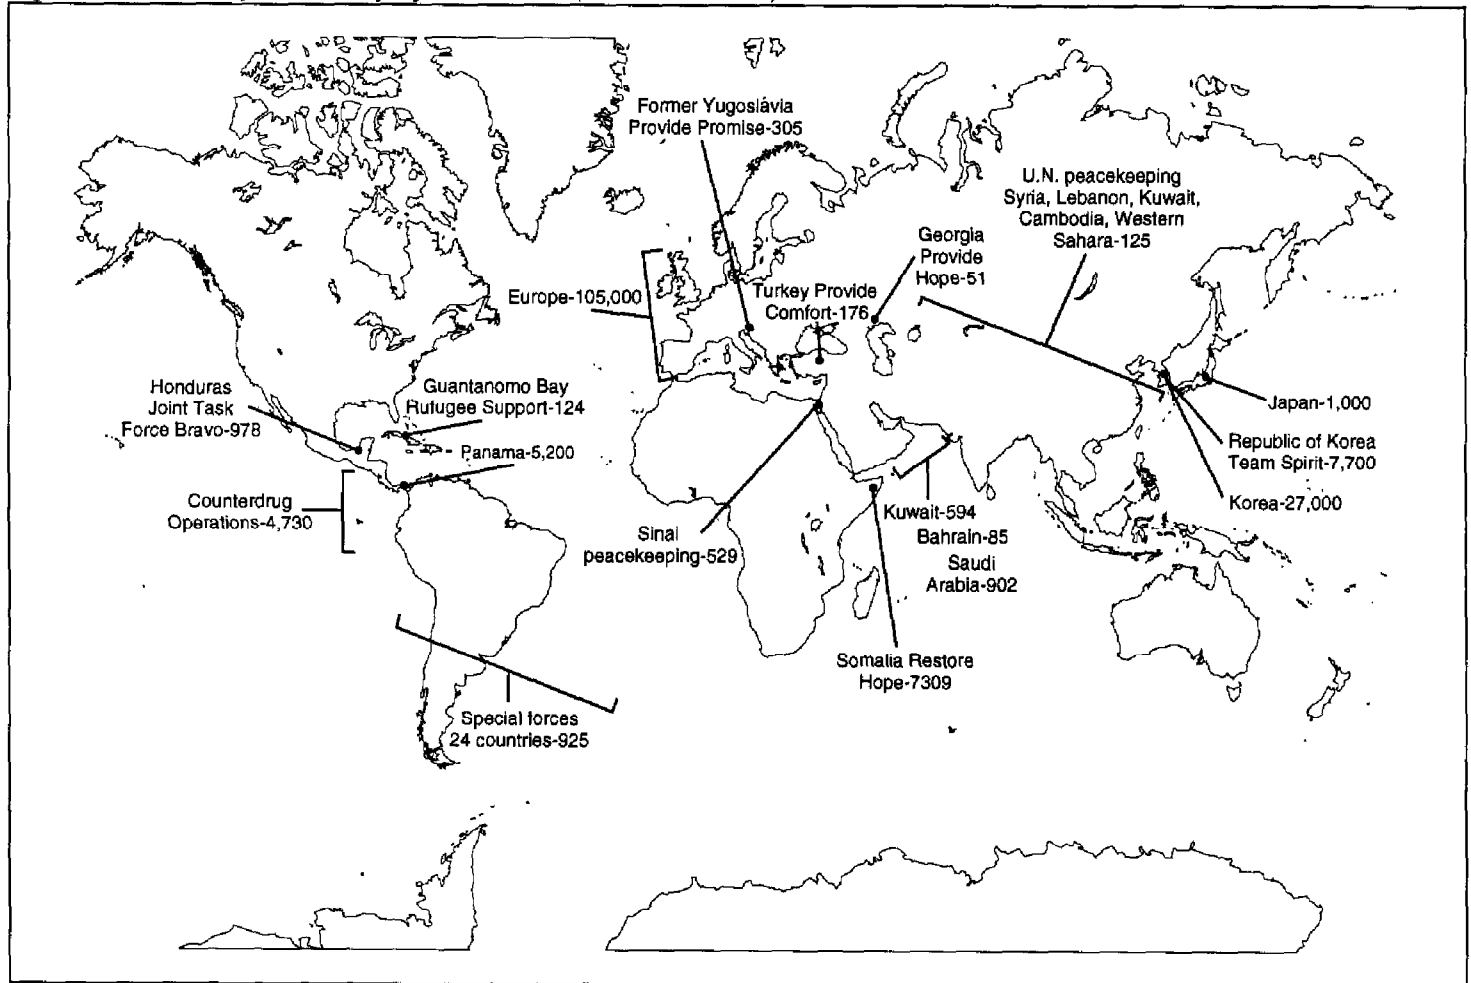 Former Yugoslávia
Provide Promise-305
U.N. peacekeeping
Syria, Lebanon, Kuwait,
Cambodia, Western
Sahara-125
Georgia
Provide
Hope-51
Europe-105,000
Turkey Provide
Comfort-176
Honduras
Joint Task
Force Bravo-978
Guantanomo Bay
Rutugee Support-124
Panama-5,200
Japan-1,000
Republic of Korea
Team Spirit-7,700
Korea-27,000
Counterdrug
Operations-4,730
Sinai
peacekeeping-529
Kuwait-594
Bahrain-85
Saudi
Arabia-902
Somalia Restore
Hope-7309
Special forces
24 countries-925